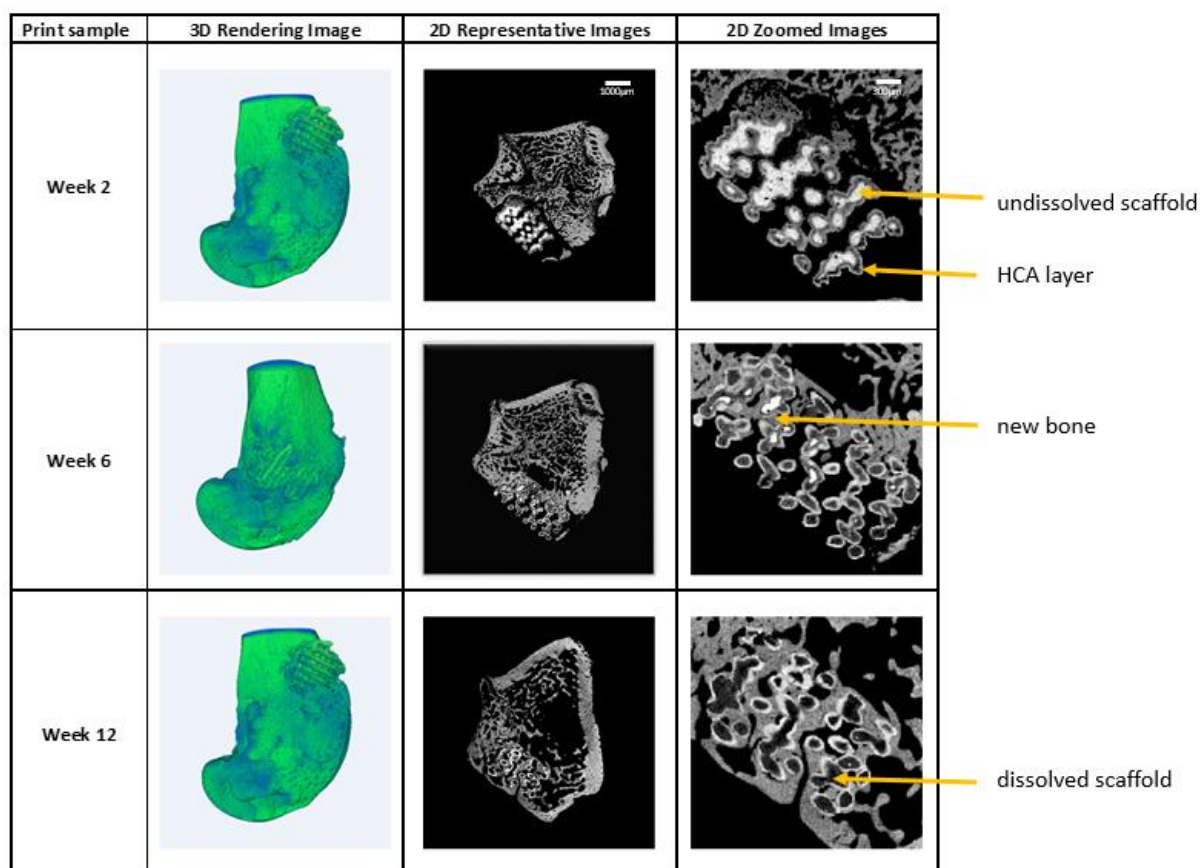 Print sample
3D Rendering Image
2D Representative Images
2D Zoomed Images
Week 2
1000µm
300µm
undissolved scaffold
HCA layer
Week 6
new bone
Week 12
dissolved scaffold